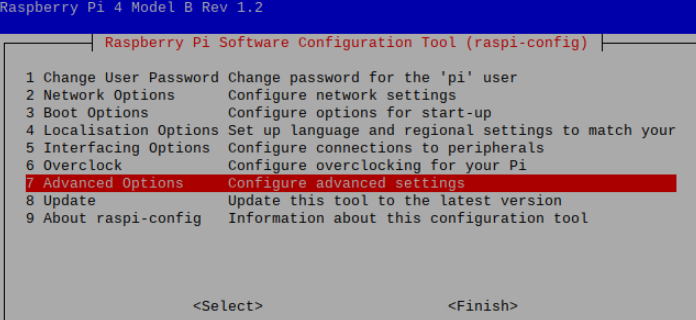 Raspberry Pi 4 Model B Rev 1.2
Raspberry Pi Software Configuration Tool (raspi-config)
1 Change User Password Change password for the 'pi' user
2 Network Options Configure network settings
3 Boot Options Configure options for start-up
4 Localisation Options Set up language and regional settings to match your
5 Interfacing Options Configure connections to peripherals
6 Overclock Configure overclocking for your Pi
7 Advanced Options Configure advanced settings
8 Update Update this tool to the latest version
9 About raspi-config Information about this configuration tool
<Select> <Finish>